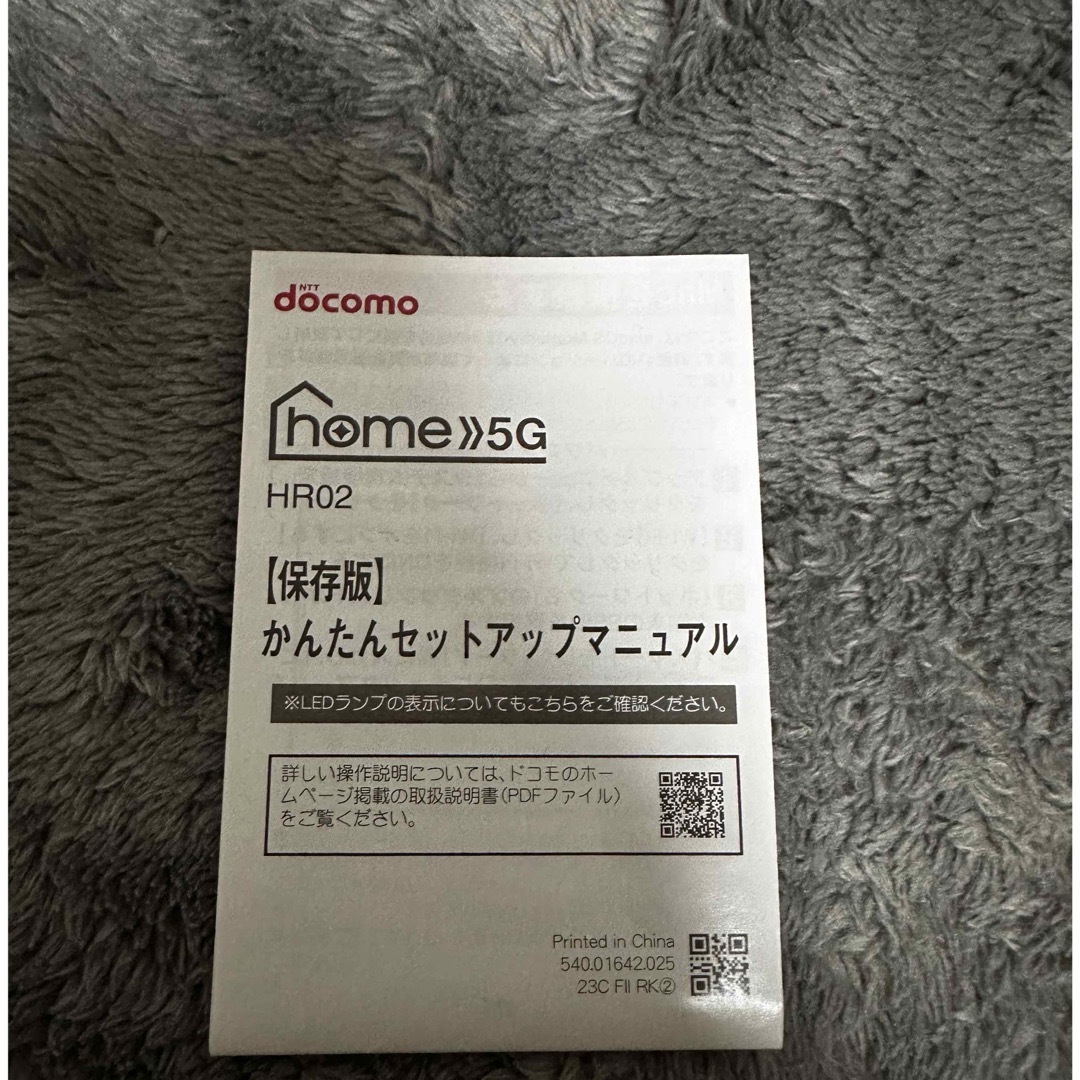 NTT
docomo
home 5G
HR02
【保存版】
かんたんセットアップマニュアル
※LEDランプの表示についてもこちらをご確認ください。
詳しい操作説明については、ドコモのホー
ムページ掲載の取扱説明書(PDFファイル)
をご覧ください。
Printed in China
540.01642.025
23C FII RK②